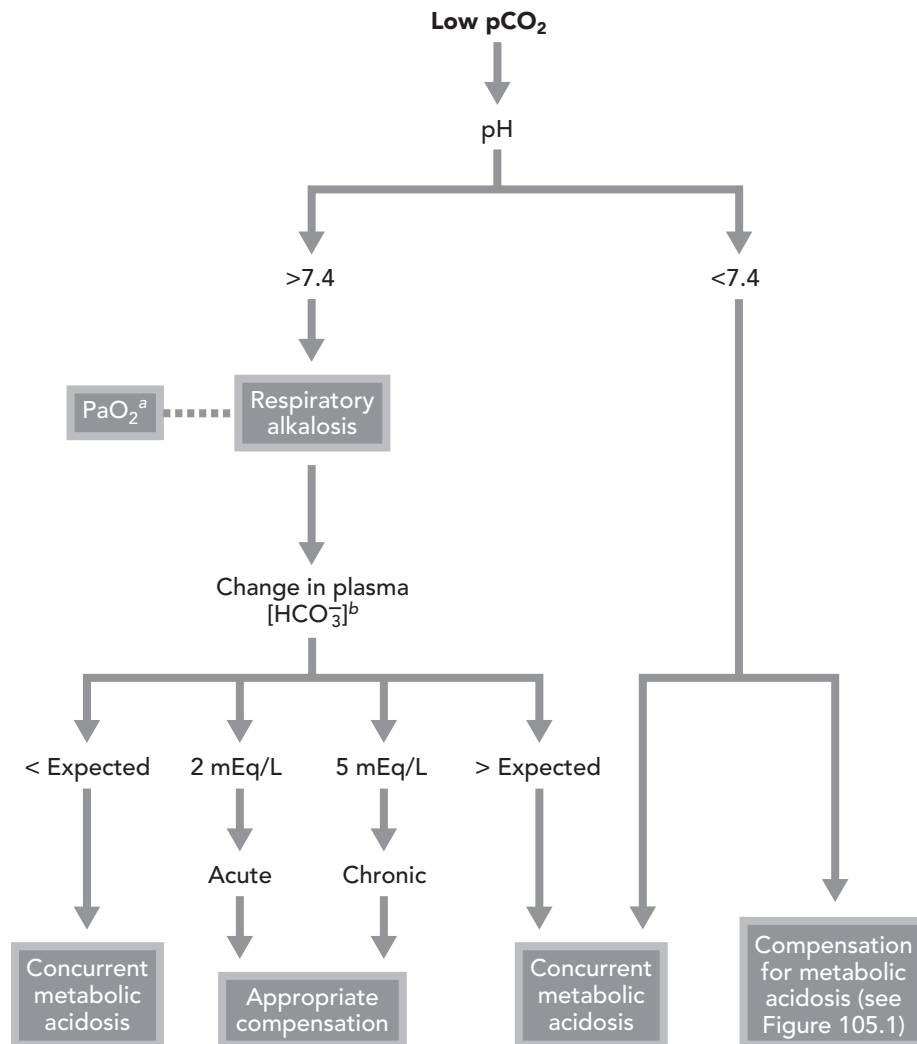 Low pCO₂
pH
>7.4
<7.4
PaO₂ᵃ
Respiratory
alkalosis
Change in plasma
[HCO₃⁻]ᵇ
< Expected
2 mEq/L
5 mEq/L
> Expected
Acute
Chronic
Concurrent
metabolic
acidosis
Appropriate
compensation
Concurrent
metabolic
acidosis
Compensation
for metabolic
acidosis (see
Figure 105.1)